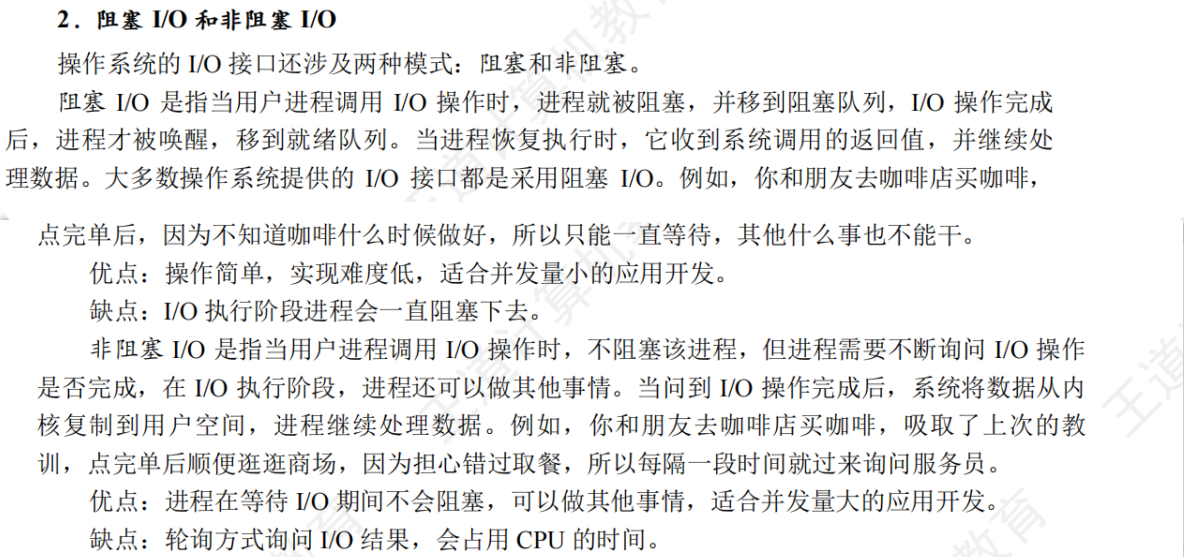 2．阻塞 I/O 和非阻塞 I/O
操作系统的 I/O 接口还涉及两种模式：阻塞和非阻塞。
阻塞 I/O 是指当用户进程调用 I/O 操作时，进程就被阻塞，并移到阻塞队列，I/O 操作完成
后，进程才被唤醒，移到就绪队列。当进程恢复执行时，它收到系统调用的返回值，并继续处
理数据。大多数操作系统提供的 I/O 接口都是采用阻塞 I/O。例如，你和朋友去咖啡店买咖啡，
点完单后，因为不知道咖啡什么时候做好，所以只能一直等待，其他什么事也不能干。
优点：操作简单，实现难度低，适合并发量小的应用开发。
缺点：I/O 执行阶段进程会一直阻塞下去。
非阻塞 I/O 是指当用户进程调用 I/O 操作时，不阻塞该进程，但进程需要不断询问 I/O 操作
是否完成，在 I/O 执行阶段，进程还可以做其他事情。当问到 I/O 操作完成后，系统将数据从内
核复制到用户空间，进程继续处理数据。例如，你和朋友去咖啡店买咖啡，吸取了上次的教
训，点完单后顺便逛逛商场，因为担心错过取餐，所以每隔一段时间就过来询问服务员。
优点：进程在等待 I/O 期间不会阻塞，可以做其他事情，适合并发量大的应用开发。
缺点：轮询方式询问 I/O 结果，会占用 CPU 的时间。
王道计算机教育
王道计算机
王道
教育